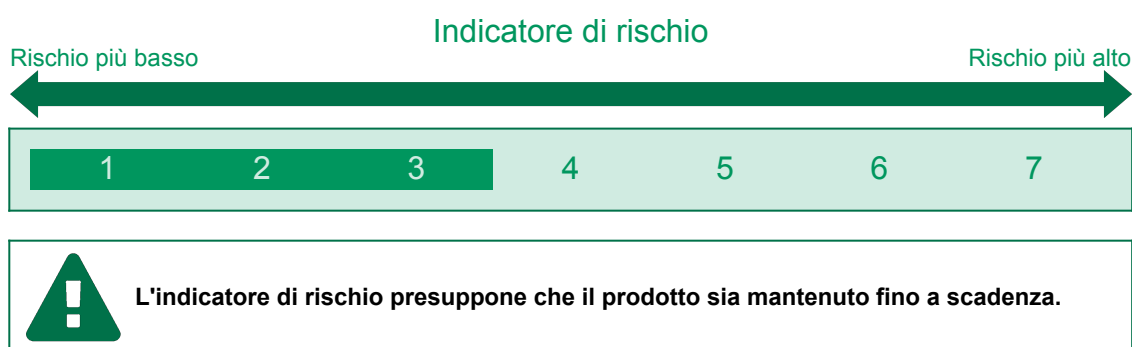 Indicatore di rischio
Rischio più basso Rischio più alto
1 2 3 4 5 6 7
L'indicatore di rischio presuppone che il prodotto sia mantenuto fino a scadenza.